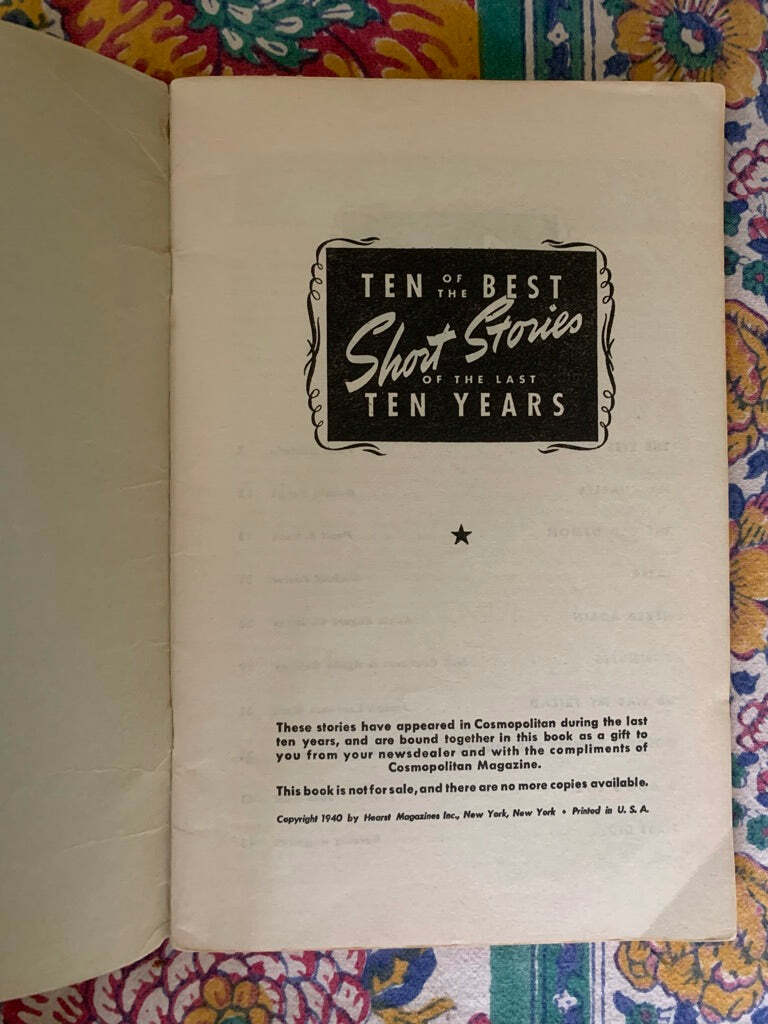 TEN OF THE BEST
Short Stories
OF THE LAST
TEN YEARS
These stories have appeared in Cosmopolitan during the last
ten years, and are bound together in this book as a gift to
you from your newsdealer and with the compliments of
Cosmopolitan Magazine.
This book is not for sale, and there are no more copies available.
Copyright 1940 by Hearst Magazines Inc., New York, New York • Printed in U. S. A.